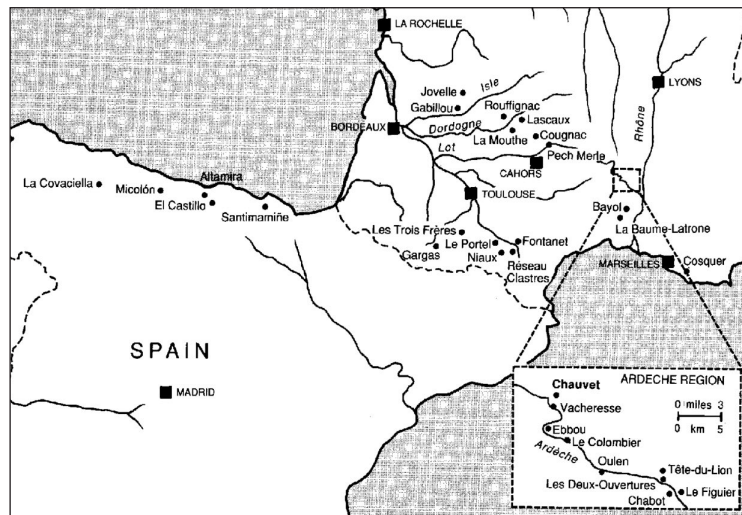 LA ROCHELLE
Jovelle
Isle
Gabillou
Rouffignac
LYONS
Lascaux
BORDEAUX
Dordogne
La Mouthe
Cougnac
Rhône
Lot
Pech Merle
CAHORS
La Covaciella
Micolón
Altamira
El Castillo
Santimamiñe
TOULOUSE
Bayol
La Baume-Latrone
Les Trois Frères
Gargas
Le Portel
Niaux
Fontanet
Réseau
Clastres
MARSEILLES
Cosquer
SPAIN
MADRID
ARDECHE REGION
Chauvet
Vacheresse
0 miles 3
0 km 5
Ebbou
Le Colombier
Ardèche
Oulen
Tête-du-Lion
Les Deux-Ouvertures
Le Figuier
Chabot